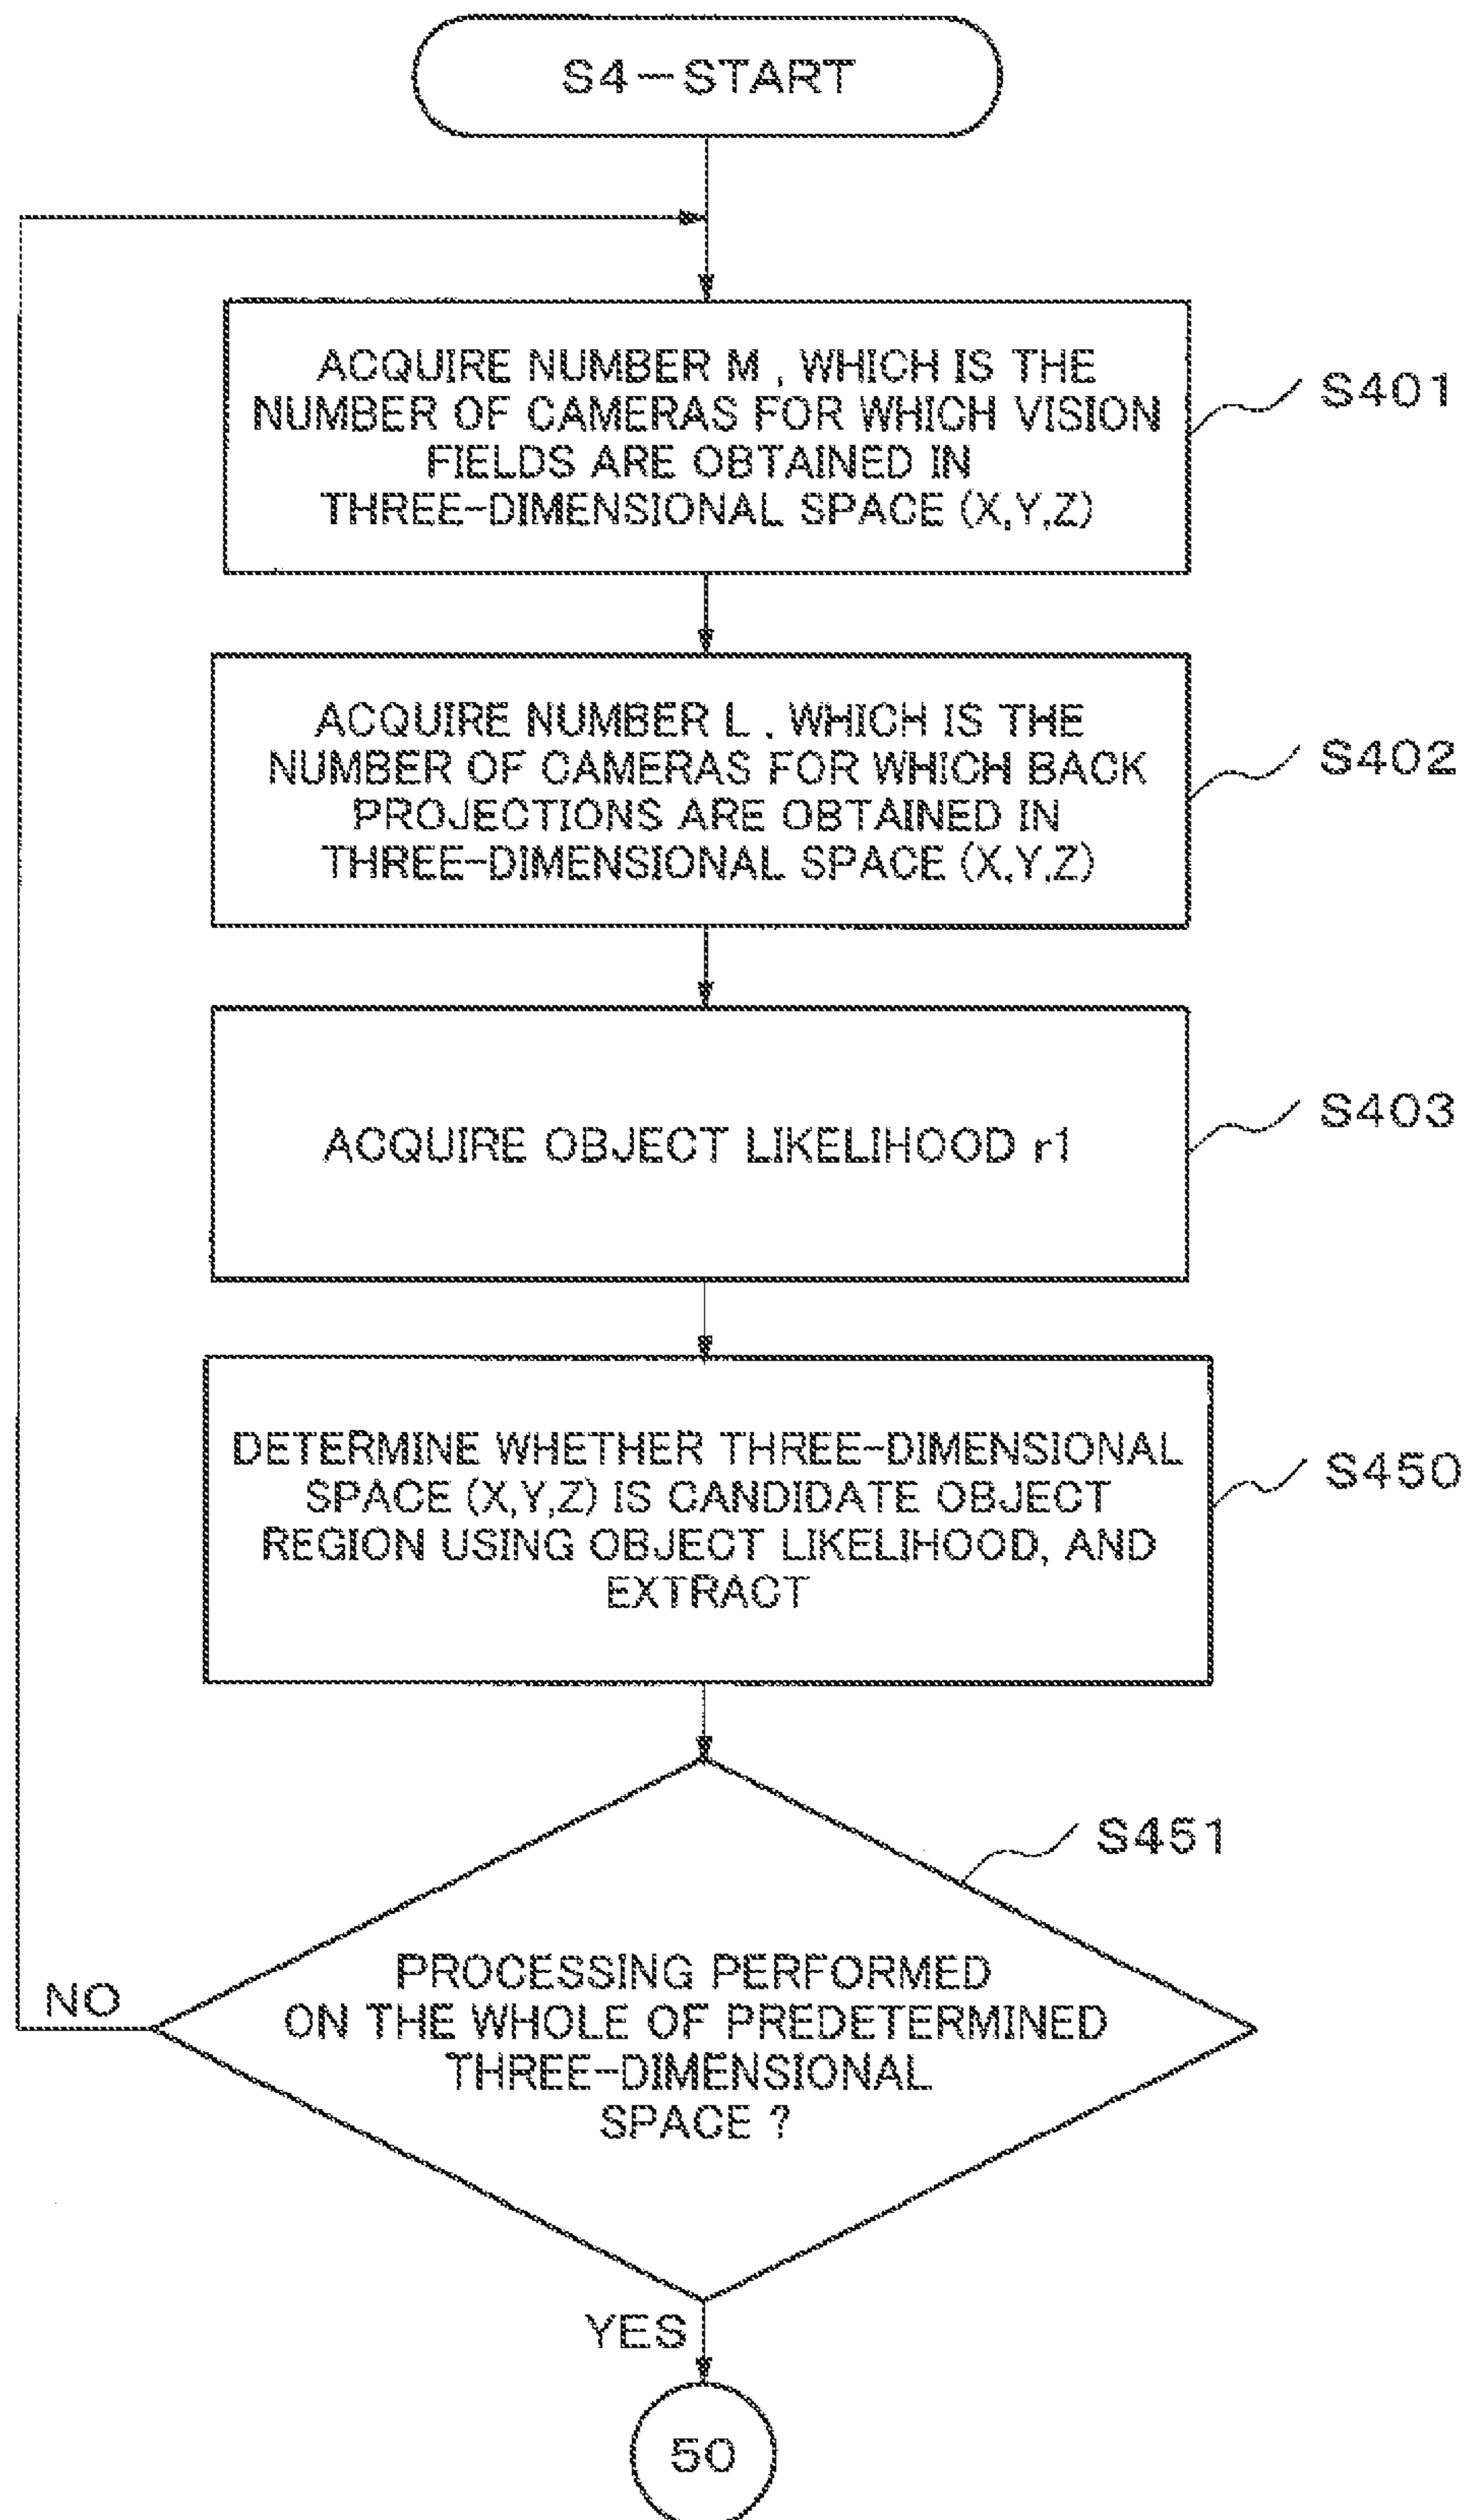 S4-START
ACQUIRE NUMBER M , WHICH IS THE
NUMBER OF CAMERAS FOR WHICH VISION
FIELDS ARE OBTAINED IN
THREE-DIMENSIONAL SPACE (X,Y,Z)
S401
ACQUIRE NUMBER L , WHICH IS THE
NUMBER OF CAMERAS FOR WHICH BACK
PROJECTIONS ARE OBTAINED IN
THREE-DIMENSIONAL SPACE (X,Y,Z)
S402
ACQUIRE OBJECT LIKELIHOOD r1
S403
DETERMINE WHETHER THREE-DIMENSIONAL
SPACE (X,Y,Z) IS CANDIDATE OBJECT
REGION USING OBJECT LIKELIHOOD, AND
EXTRACT
S450
S451
PROCESSING PERFORMED
ON THE WHOLE OF PREDETERMINED
THREE-DIMENSIONAL
SPACE ?
NO
YES
50